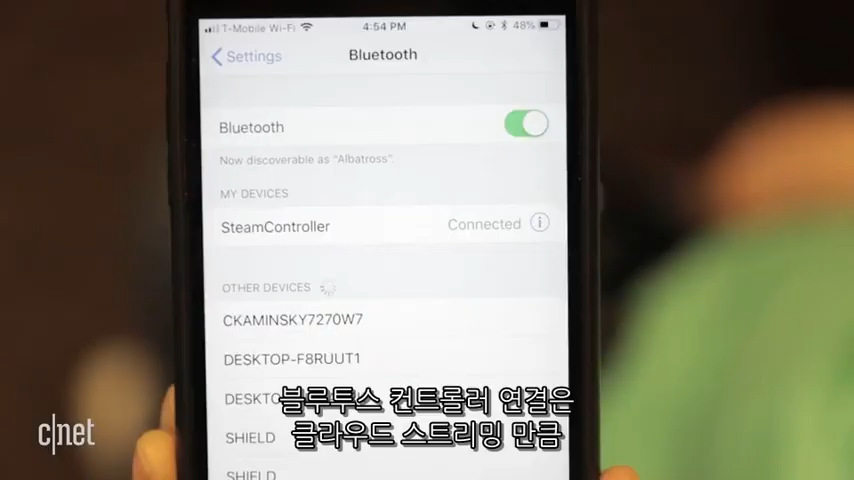 T-Mobile Wi-Fi 4:54 PM 48%
Settings Bluetooth
Bluetooth
Now discoverable as “Albatross”.
MY DEVICES
SteamController Connected
OTHER DEVICES
CKAMINSKY7270W7
DESKTOP-F8RUUT1
블루투스 컨트롤러 연결은
클라우드 스트리밍 만큼
SHIELD
SHIELD
c|net